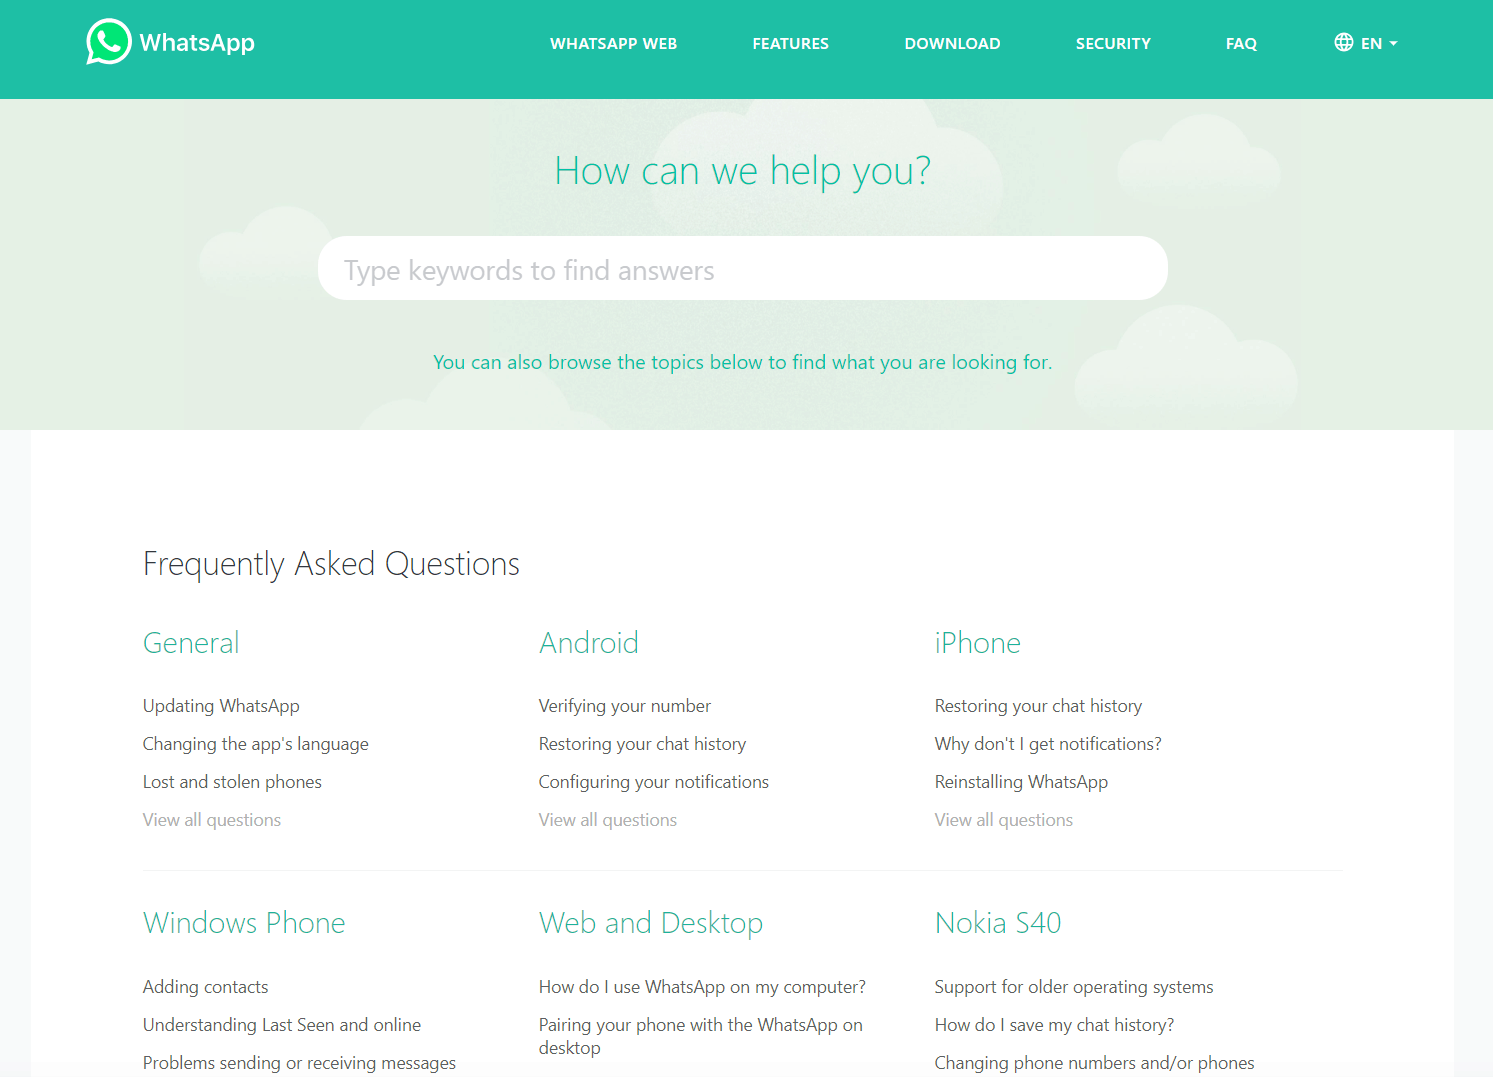 WhatsApp
WHATSAPP WEB
FEATURES
DOWNLOAD
SECURITY
FAQ
EN
How can we help you?
Type keywords to find answers
You can also browse the topics below to find what you are looking for.
Frequently Asked Questions
General
Updating WhatsApp
Changing the app's language
Lost and stolen phones
View all questions
Android
Verifying your number
Restoring your chat history
Configuring your notifications
View all questions
iPhone
Restoring your chat history
Why don't I get notifications?
Reinstalling WhatsApp
View all questions
Windows Phone
Adding contacts
Understanding Last Seen and online
Problems sending or receiving messages
Web and Desktop
How do I use WhatsApp on my computer?
Pairing your phone with the WhatsApp on
desktop
Nokia S40
Support for older operating systems
How do I save my chat history?
Changing phone numbers and/or phones